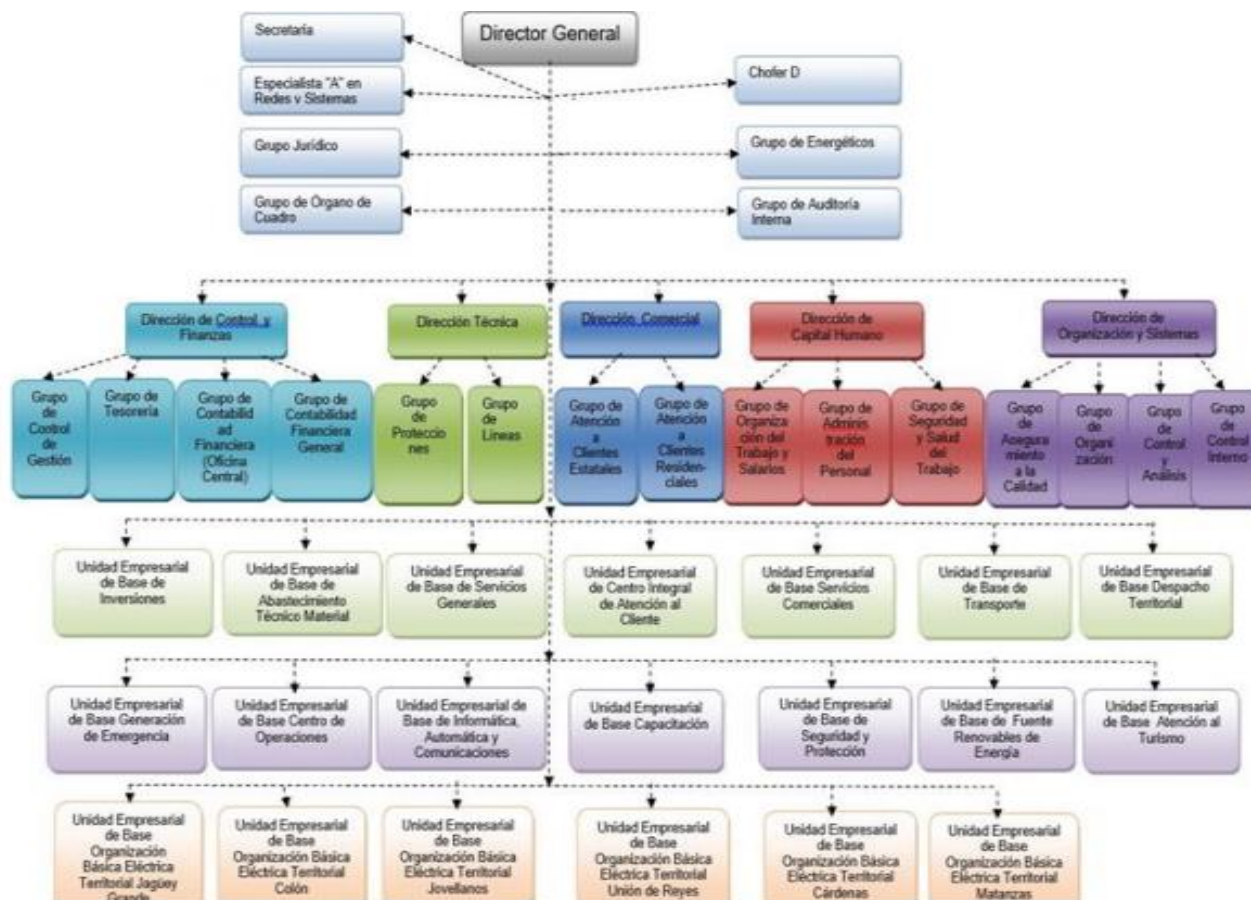 Director General
Secretaría
Especialista "A" en
Redes y Sistemas
Chofer D
Grupo Jurídico
Grupo de Energéticos
Grupo de Órgano de
Cuadro
Grupo de Auditoría
Interna
Dirección de Control y
Finanzas
Dirección Técnica
Dirección Comercial
Dirección de
Capital Humano
Dirección de
Organización y Sistemas
Grupo
de
Control
de
Gestión
Grupo de
Tesorería
Grupo de
Contabilid
ad
Financiera
(Oficina
Central)
Grupo de
Contabilidad
Financiera
General
Grupo
de
Proteccio
nes
Grupo
de
Líneas
Grupo de
Atención
a
Clientes
Estatales
Grupo de
Atención
a
Clientes
Residen-
ciales
Grupo de
Organiza
ción del
Trabajo y
Salarios
Grupo de
Adminis
tración
del
Personal
Grupo de
Seguridad
y Salud
del
Trabajo
Grupo
de
Asegu
ramiento
a la
Calidad
Grupo
de
Organi
zación
Grupo
de
Control
y
Análisis
Grupo
de
Control
Interno
Unidad Empresarial
de Base de
Inversiones
Unidad Empresarial
de Base de
Abastecimiento
Técnico Material
Unidad Empresarial
de Base de Servicios
Generales
Unidad Empresarial
de Centro Integral
de Atención al
Cliente
Unidad Empresarial
de Base Servicios
Comerciales
Unidad Empresarial
de Base de
Transporte
Unidad Empresarial
de Base Despacho
Territorial
Unidad Empresarial
de Base Generación
de Emergencia
Unidad Empresarial
de Base Centro de
Operaciones
Unidad Empresarial de
Base de Informática,
Automática y
Comunicaciones
Unidad Empresarial
de Base Capacitación
Unidad Empresarial
de Base de
Seguridad y
Protección
Unidad Empresarial
de Base de Fuente
Renovables de
Energía
Unidad Empresarial
de Base Atención al
Turismo
Unidad Empresarial
de Base
Organización
Básica Eléctrica
Territorial Jagüey
Grande
Unidad Empresarial
de Base
Organización Básica
Eléctrica Territorial
Colón
Unidad Empresarial
de Base
Organización Básica
Eléctrica Territorial
Jovellanos
Unidad Empresarial
de Base
Organización Básica
Eléctrica Territorial
Unión de Reyes
Unidad Empresarial
de Base
Organización Básica
Eléctrica Territorial
Cárdenas
Unidad Empresarial
de Base
Organización Básica
Eléctrica Territorial
Matanzas